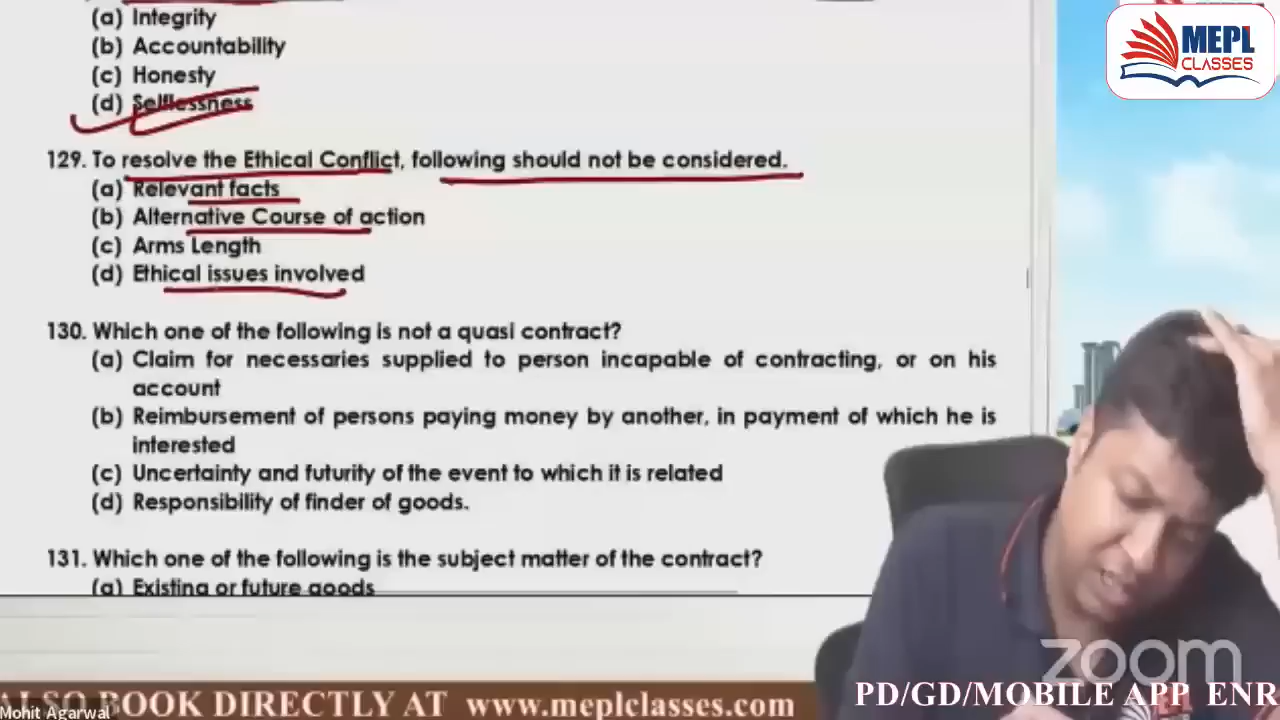 (a) Integrity
(b) Accountability
(c) Honesty
(d) Selflessness
129. To resolve the Ethical Conflict, following should not be considered.
(a) Relevant facts
(b) Alternative Course of action
(c) Arms Length
(d) Ethical issues involved
130. Which one of the following is not a quasi contract?
(a) Claim for necessaries supplied to person incapable of contracting, or on his
account
(b) Reimbursement of persons paying money by another, in payment of which he is
interested
(c) Uncertainty and futurity of the event to which it is related
(d) Responsibility of finder of goods.
131. Which one of the following is the subject matter of the contract?
(a) Existing or future goods
MEPL
CLASSES
zoom
ALSO BOOK DIRECTLY AT www.meplclasses.com
PD/GD/MOBILE APP ENR
Mohit Agarwal